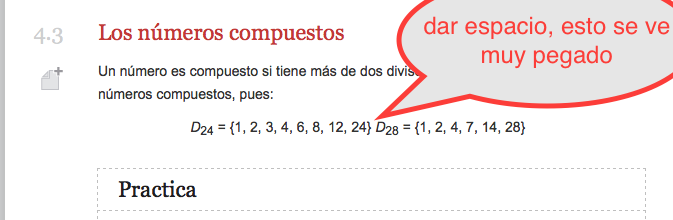 4.3 Los números compuestos
dar espacio, esto se ve
muy pegado
Un número es compuesto si tiene más de dos
números compuestos, pues:
D24 = {1, 2, 3, 4, 6, 8, 12, 24} D28 = {1, 2, 4, 7, 14, 28}
Practica